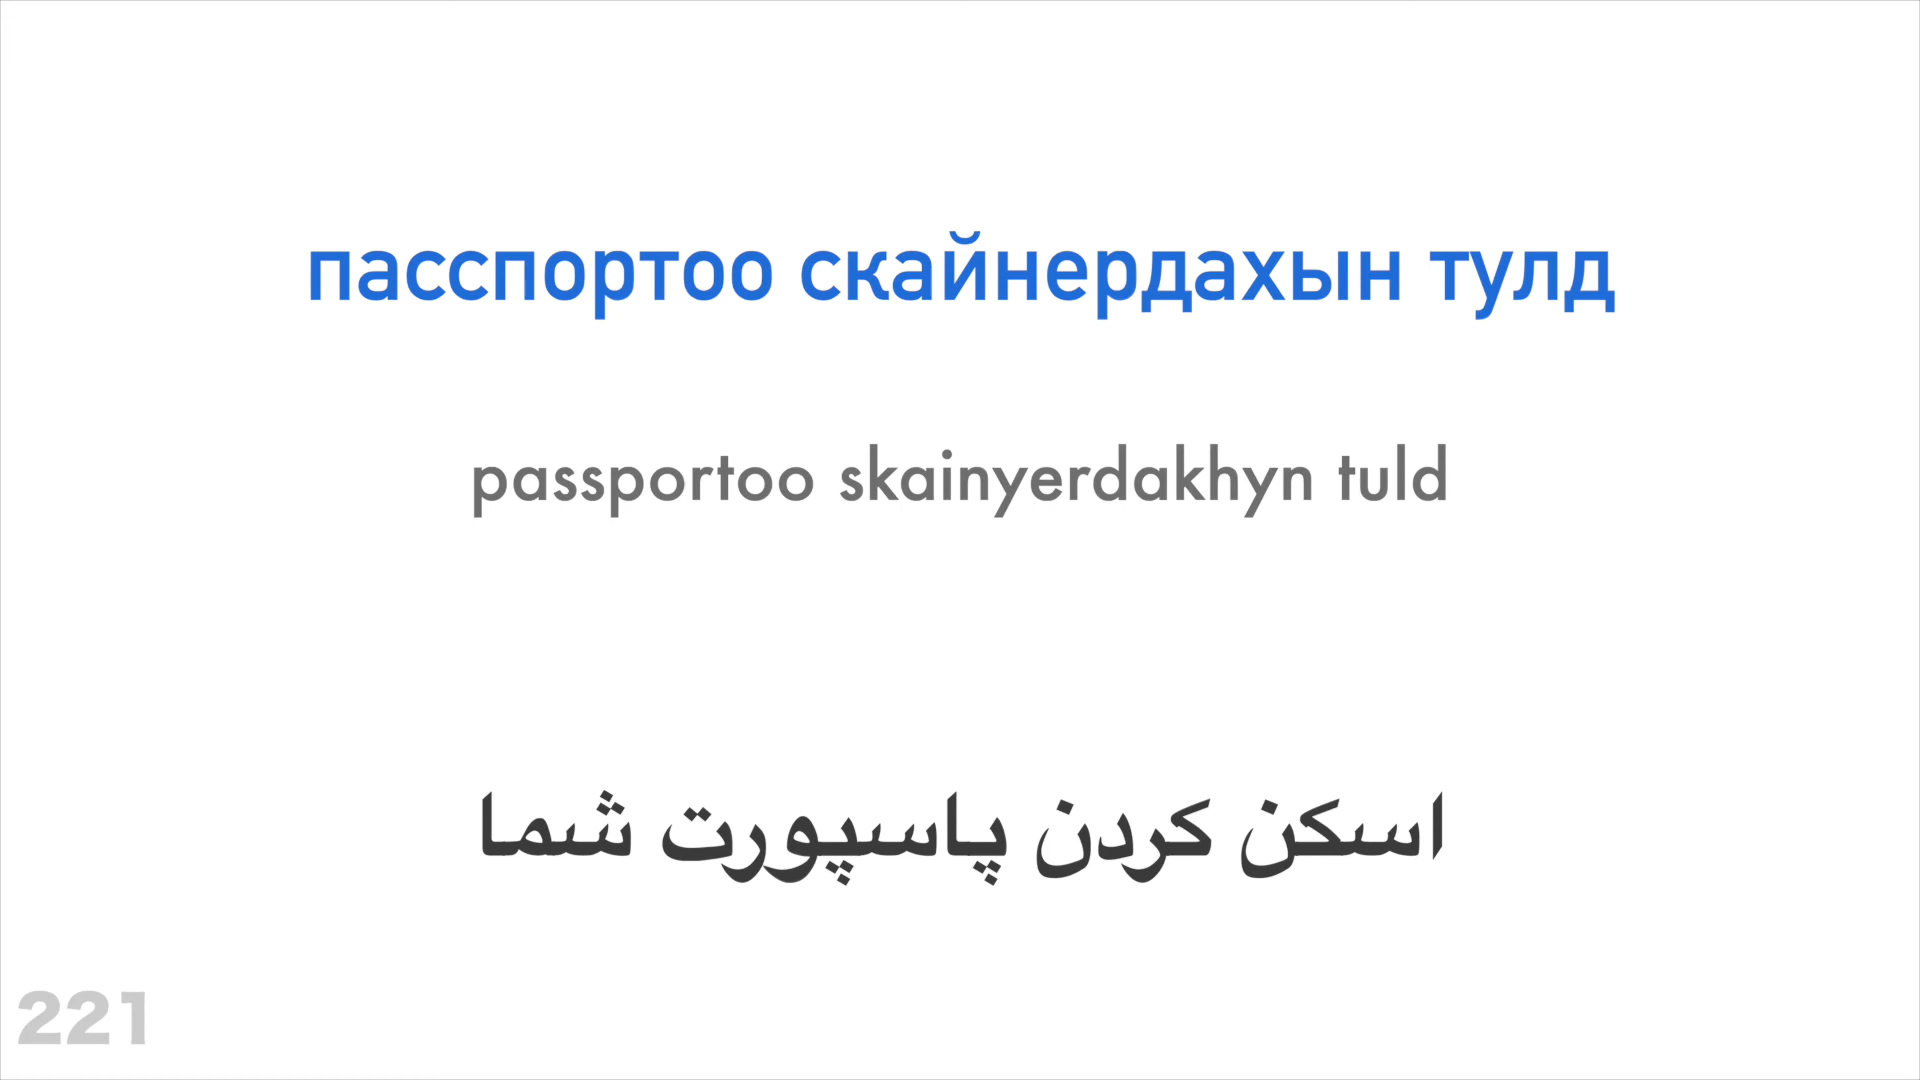 пасспортоо скайнердахын тулд
passportoo skainyerdakhyn tuld
اسکن کردن پاسپورت شما
221